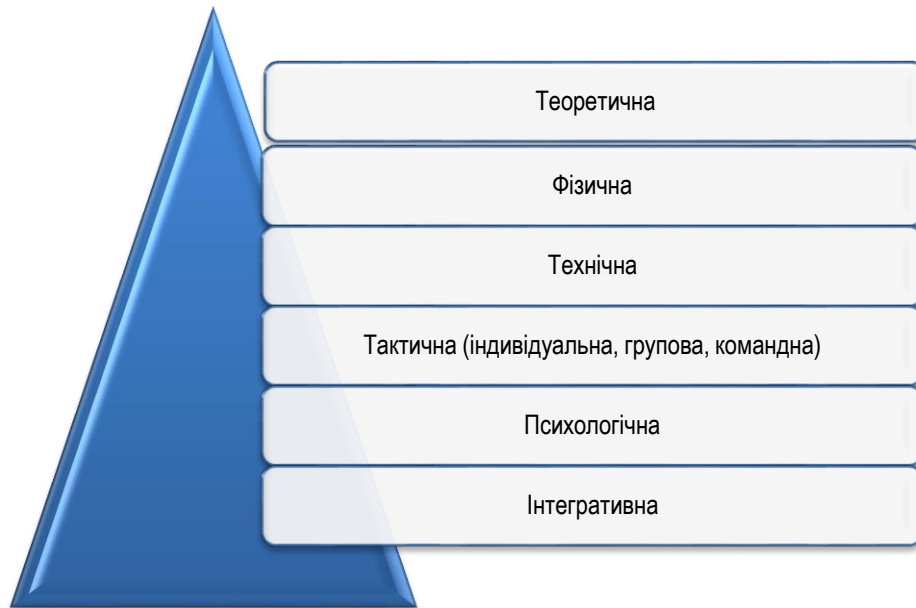 Теоретична
Фізична
Технічна
Тактична (індивідуальна, групова, командна)
Психологічна
Інтегративна